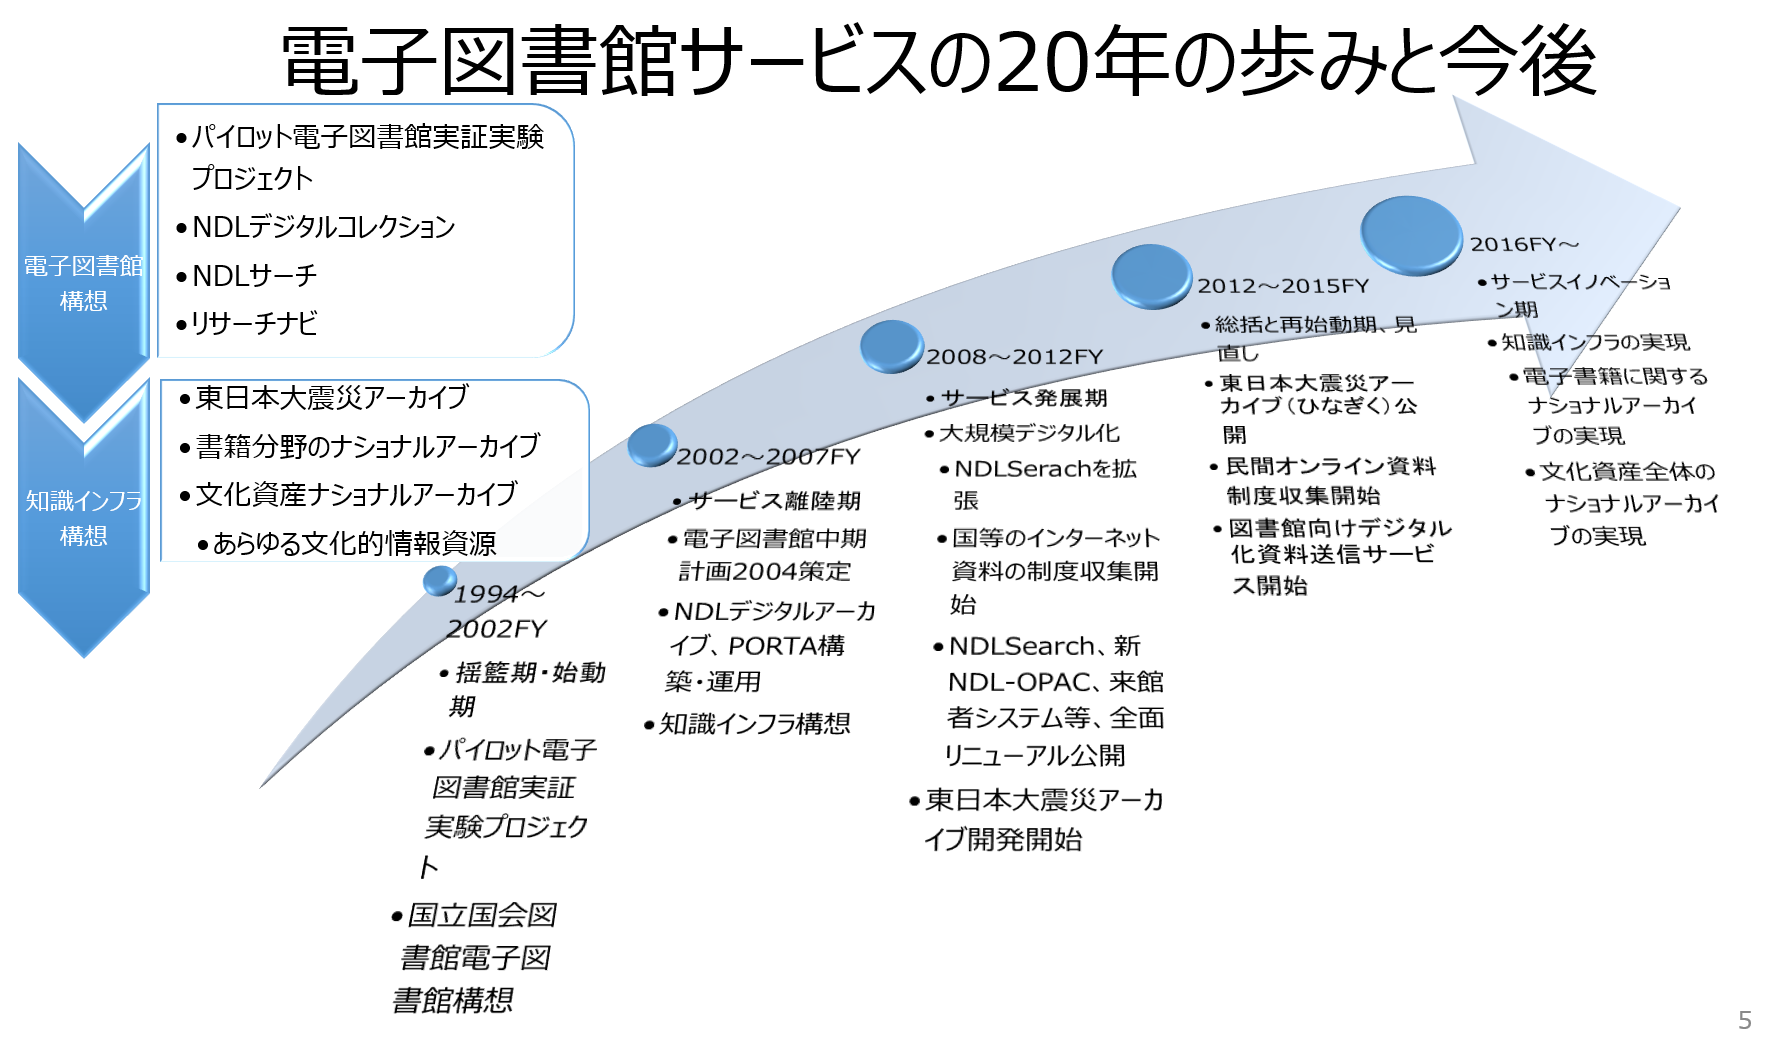 電子図書館サービスの20年の歩みと今後
電子図書館
構想
•パイロット電子図書館実証実験
プロジェクト
•NDLデジタルコレクション
•NDLサーチ
•リサーチナビ
知識インフラ
構想
•東日本大震災アーカイブ
•書籍分野のナショナルアーカイブ
•文化資産ナショナルアーカイブ
•あらゆる文化的情報資源
1994～
2002FY
•揺籃期・始動
期
•パイロット電子
図書館実証
実験プロジェク
ト
•国立国会図
書館電子図
書館構想
2002～2007FY
•サービス離陸期
•電子図書館中期
計画2004策定
•NDLデジタルアーカ
イブ、PORTA構
築・運用
•知識インフラ構想
2008～2012FY
•サービス発展期
•大規模デジタル化
•NDLSerachを拡
張
•国等のインターネット
資料の制度収集開
始
•NDLSearch、新
NDL-OPAC、来館
者システム等、全面
リニューアル公開
•東日本大震災アーカ
イブ開発開始
2012～2015FY
•総括と再始動期、見
直し
•東日本大震災アー
カイブ（ひなぎく）公
開
•民間オンライン資料
制度収集開始
•図書館向けデジタル
化資料送信サービ
ス開始
2016FY～
•サービスイノベーショ
ン期
•知識インフラの実現
•電子書籍に関する
ナショナルアーカイ
ブの実現
•文化資産全体の
ナショナルアーカイ
ブの実現
5